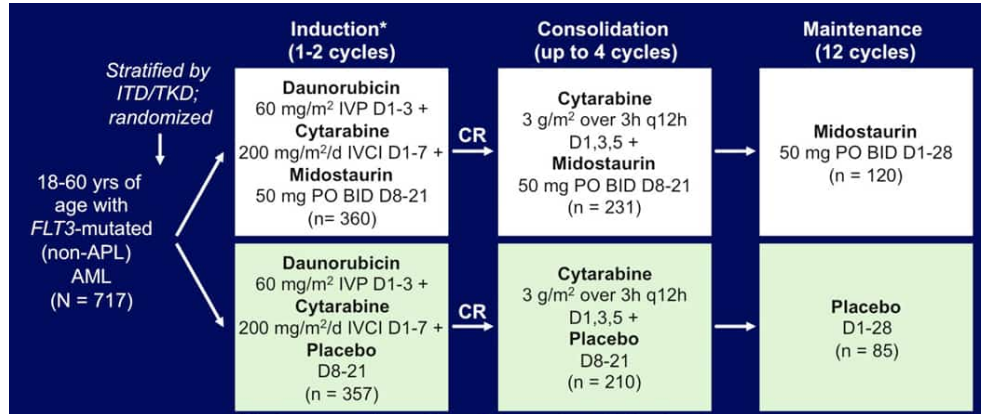 Induction*
(1-2 cycles)
Consolidation
(up to 4 cycles)
Maintenance
(12 cycles)
Stratified by
ITD/TKD;
randomized
18-60 yrs of
age with
FLT3-mutated
(non-APL)
AML
(N = 717)
Daunorubicin
60 mg/m² IVP D1-3 +
Cytarabine
200 mg/m²/d IVCI D1-7 +
Midostaurin
50 mg PO BID D8-21
(n= 360)
CR
Cytarabine
3 g/m² over 3h q12h
D1,3,5 +
Midostaurin
50 mg PO BID D8-21
(n = 231)
Midostaurin
50 mg PO BID D1-28
(n = 120)
Daunorubicin
60 mg/m² IVP D1-3 +
Cytarabine
200 mg/m²/d IVCI D1-7 +
Placebo
D8-21
(n = 357)
CR
Cytarabine
3 g/m² over 3h q12h
D1,3,5 +
Placebo
D8-21
(n = 210)
Placebo
D1-28
(n = 85)